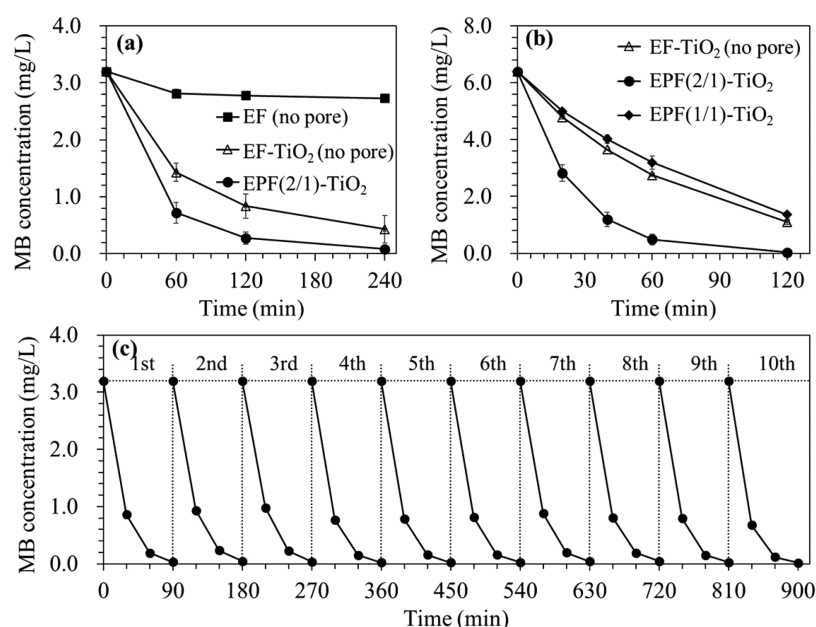 (a)
MB concentration (mg/L)
4.0
3.0
2.0
1.0
0.0
EF (no pore)
EF-TiO₂ (no pore)
EPF(2/1)-TiO₂
0 60 120 180 240
Time (min)
(b)
MB concentration (mg/L)
8.0
6.0
4.0
2.0
0.0
EF-TiO₂ (no pore)
EPF(2/1)-TiO₂
EPF(1/1)-TiO₂
0 20 40 60 80 100 120
Time (min)
(c)
MB concentration (mg/L)
4.0
3.0
2.0
1.0
0.0
1st 2nd 3rd 4th 5th 6th 7th 8th 9th 10th
0 90 180 270 360 450 540 630 720 810 900
Time (min)